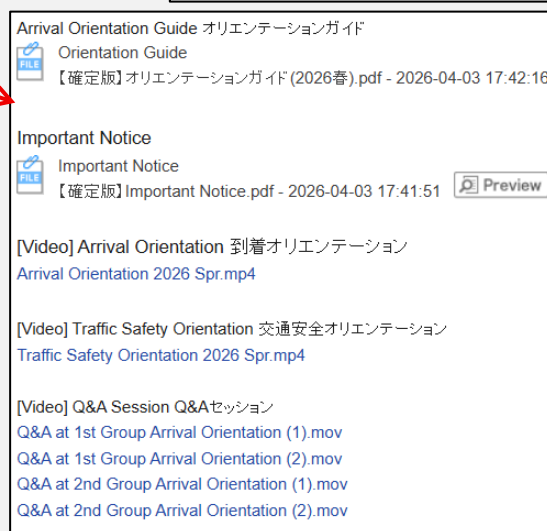 Arrival Orientation Guide オリエンテーションガイド
FILE
Orientation Guide
【確定版】オリエンテーションガイド(2026春).pdf - 2026-04-03 17:42:16
Important Notice
FILE
Important Notice
【確定版】Important Notice.pdf - 2026-04-03 17:41:51 Preview
[Video] Arrival Orientation 到着オリエンテーション
Arrival Orientation 2026 Spr.mp4
[Video] Traffic Safety Orientation 交通安全オリエンテーション
Traffic Safety Orientation 2026 Spr.mp4
[Video] Q&A Session Q&Aセッション
Q&A at 1st Group Arrival Orientation (1).mov
Q&A at 1st Group Arrival Orientation (2).mov
Q&A at 2nd Group Arrival Orientation (1).mov
Q&A at 2nd Group Arrival Orientation (2).mov